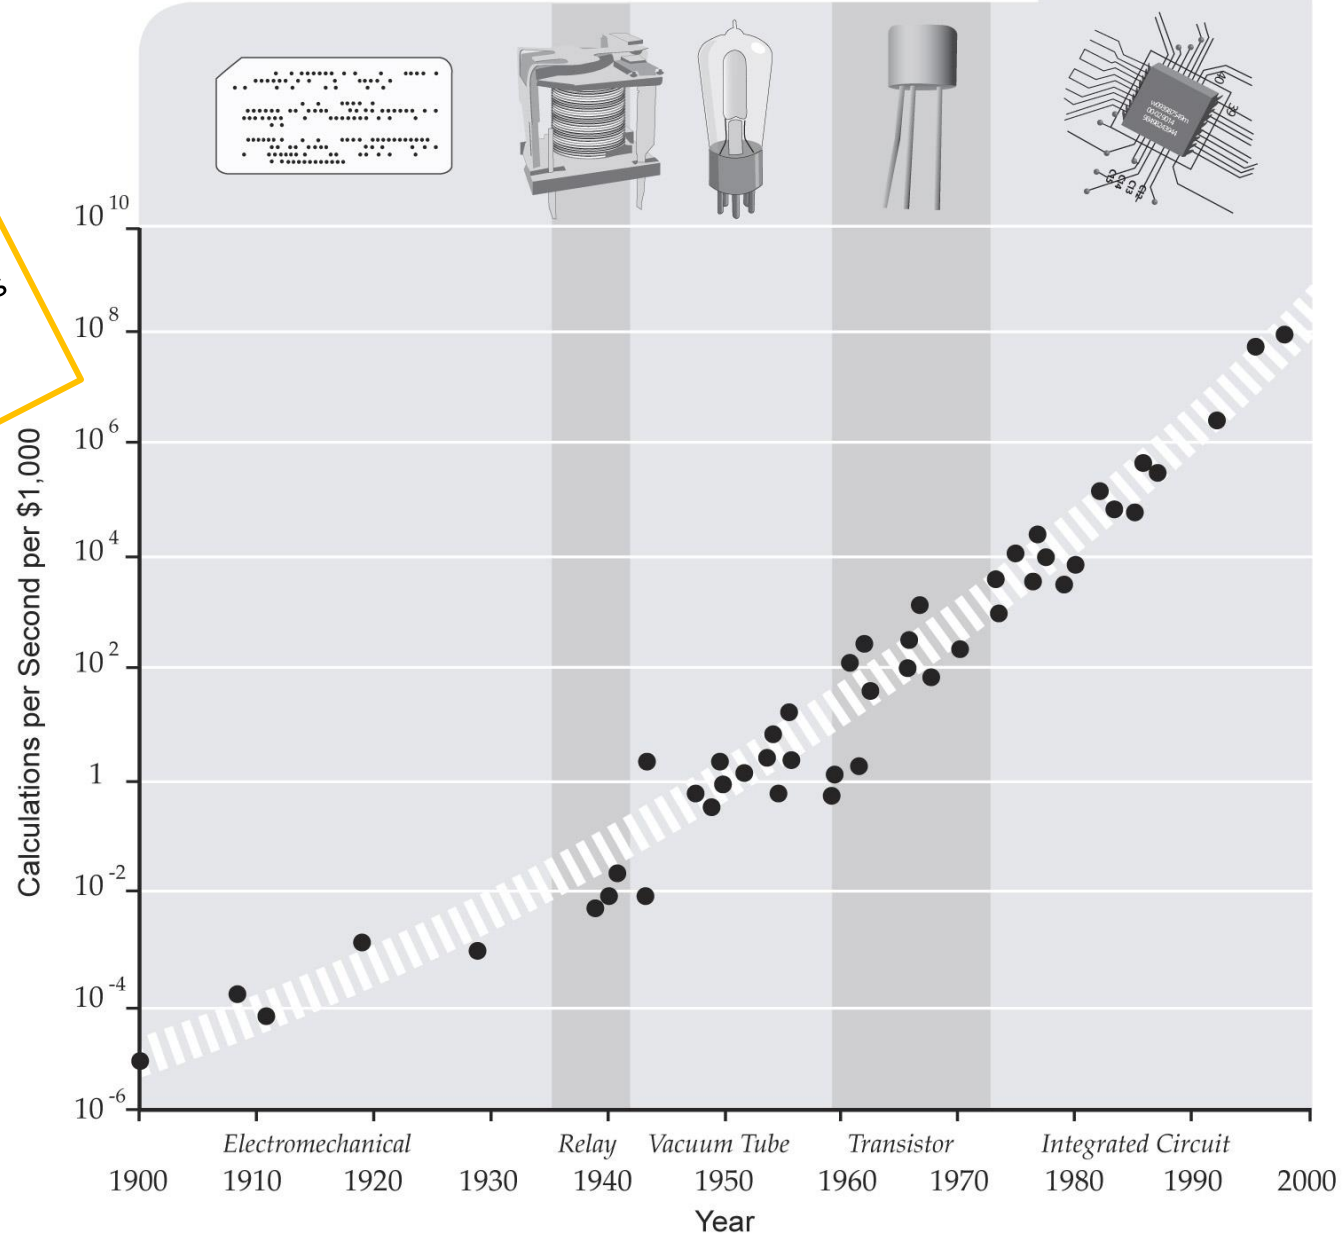 10^10
10^8
10^6
10^4
10^2
1
10^-2
10^-4
10^-6
Calculations per Second per $1,000
Electromechanical Relay Vacuum Tube Transistor Integrated Circuit
1900 1910 1920 1930 1940 1950 1960 1970 1980 1990 2000
Year